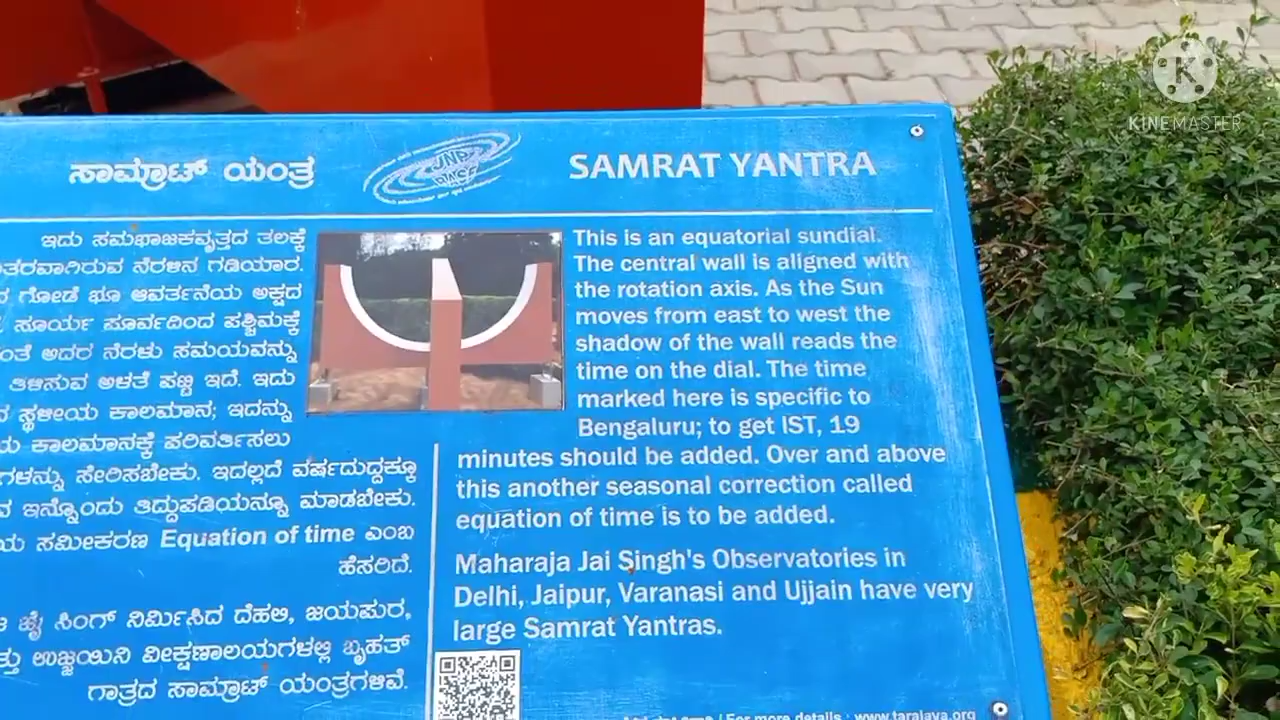 KINEMASTER
ಸಾಮ್ರಾಟ್ ಯಂತ್ರ
JNP
SAMRAT YANTRA
ಇದು ಸಮಭಾಜಕವೃತ್ತದ ತಲಕ್ಕೆ
ನೆರಳಿನ ಗಡಿಯಾರ.
ಗೋಡೆ ಭೂ ಆವರ್ತನೆಯ ಅಕ್ಷದ
ಸೂರ್ಯ ಪೂರ್ವದಿಂದ ಪಶ್ಚಿಮಕ್ಕೆ
ಅದರ ನೆರಳು ಸಮಯವನ್ನು
ತಿಳಿಸುವ ಅಳತೆ ಪಟ್ಟಿ ಇದೆ. ಇದು
ಸ್ಥಳೀಯ ಕಾಲಮಾನ; ಇದನ್ನು
ಕಾಲಮಾನಕ್ಕೆ ಪರಿವರ್ತಿಸಲು
ಸೇರಿಸಬೇಕು. ಇದಲ್ಲದೆ ವರ್ಷದುದ್ದಕ್ಕೂ
ಇನ್ನೊಂದು ತಿದ್ದುಪಡಿಯನ್ನೂ ಮಾಡಬೇಕು.
ಸಮೀಕರಣ Equation of time ಎಂಬ
ಹೆಸರಿದೆ.
ಜೈ ಸಿಂಗ್ ನಿರ್ಮಿಸಿದ ದೆಹಲಿ, ಜಯಪುರ,
ಉಜ್ಜಯಿನಿ ವೀಕ್ಷಣಾಲಯಗಳಲ್ಲಿ ಬೃಹತ್
ಗಾತ್ರದ ಸಾಮ್ರಾಟ್ ಯಂತ್ರಗಳಿವೆ.
This is an equatorial sundial.
The central wall is aligned with
the rotation axis. As the Sun
moves from east to west the
shadow of the wall reads the
time on the dial. The time
marked here is specific to
Bengaluru; to get IST, 19
minutes should be added. Over and above
this another seasonal correction called
equation of time is to be added.
Maharaja Jai Singh's Observatories in
Delhi, Jaipur, Varanasi and Ujjain have very
large Samrat Yantras.
/ For more details : www.taralaya.org